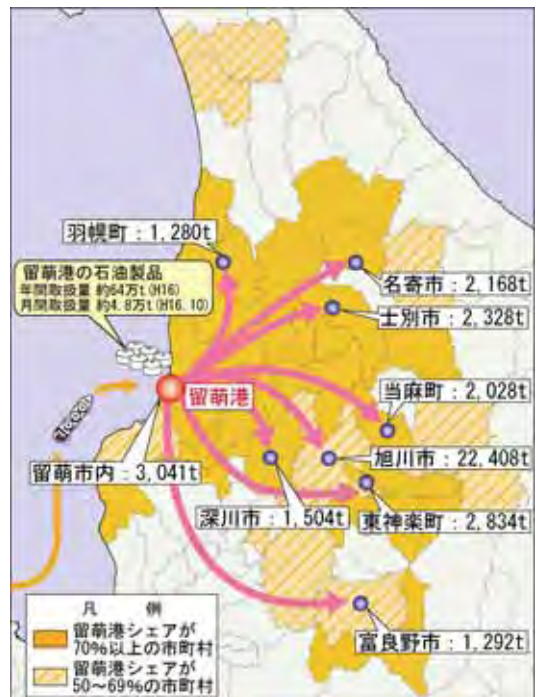 羽幌町：1,280t
留萌港の石油製品
年間取扱量 約64万t(H16)
月間取扱量 約4.8万t(H16.10)
名寄市：2,168t
士別市：2,328t
当麻町：2,028t
留萌港
留萌市内：3,041t
旭川市：22,408t
深川市：1,504t
東神楽町：2,834t
富良野市：1,292t
凡 例
留萌港シェアが
70%以上の市町村
留萌港シェアが
50～69%の市町村